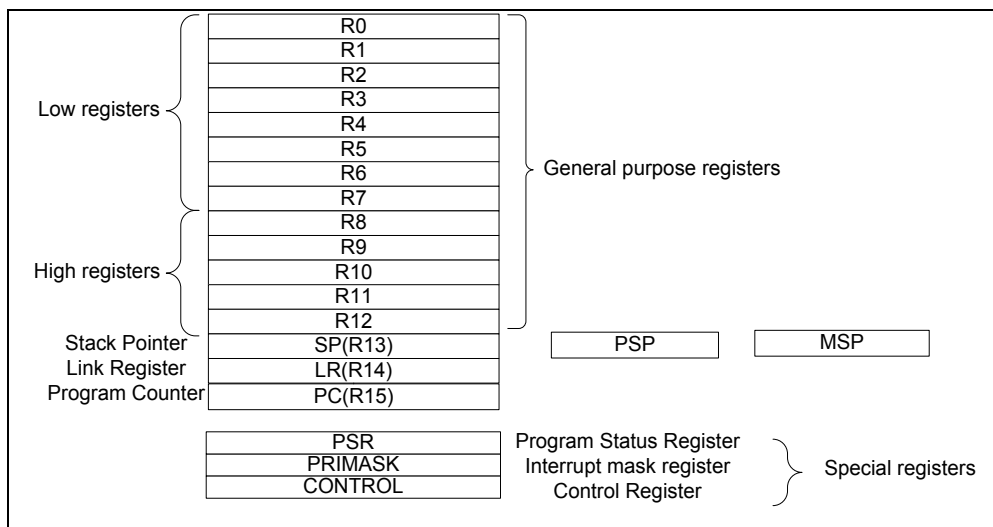 R0
R1
R2
R3
Low registers
R4
R5
R6
General purpose registers
R7
R8
R9
High registers
R10
R11
R12
Stack Pointer SP(R13) PSP MSP
Link Register LR(R14)
Program Counter PC(R15)
PSR Program Status Register
PRIMASK Interrupt mask register Special registers
CONTROL Control Register